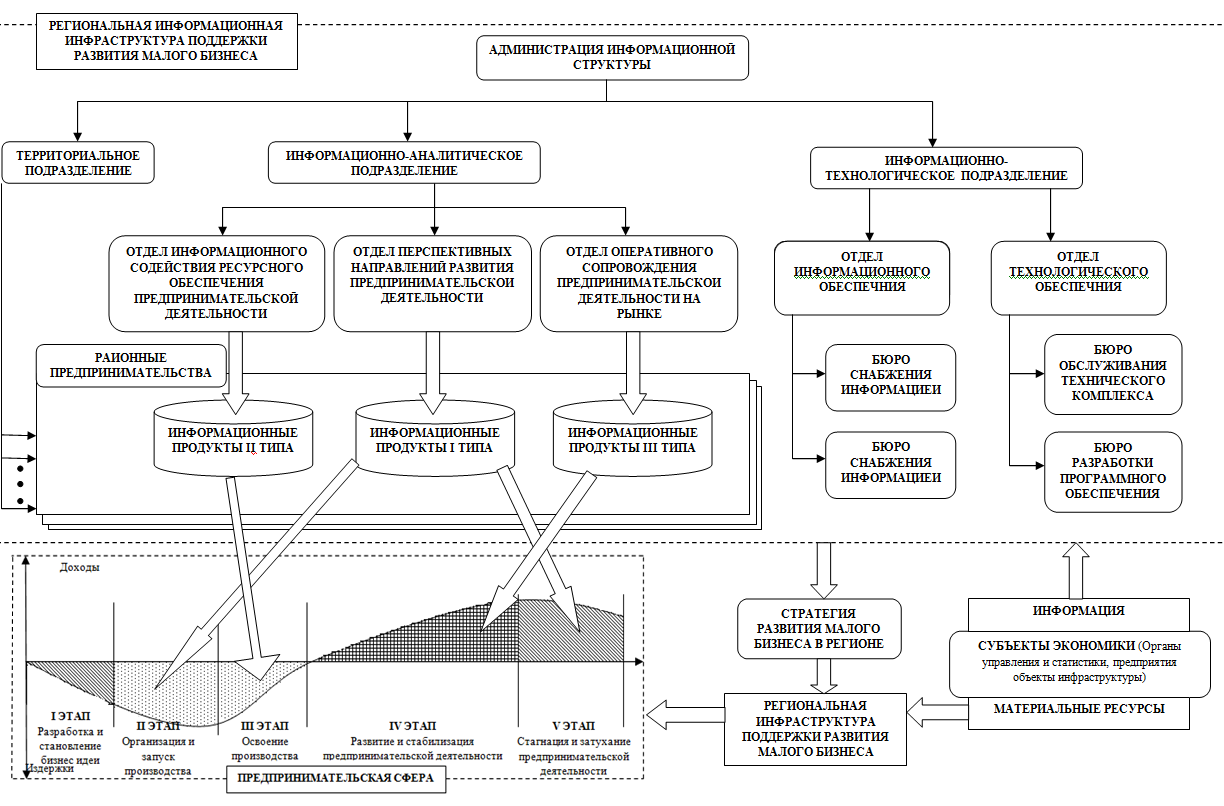 РЕГИОНАЛЬНАЯ ИНФОРМАЦИОННАЯ
ИНФРАСТРУКТУРА ПОДДЕРЖКИ
РАЗВИТИЯ МАЛОГО БИЗНЕСА
АДМИНИСТРАЦИЯ ИНФОРМАЦИОННОЙ
СТРУКТУРЫ
ТЕРРИТОРИАЛЬНОЕ
ПОДРАЗДЕЛЕНИЕ
ИНФОРМАЦИОННО-АНАЛИТИЧЕСКОЕ
ПОДРАЗДЕЛЕНИЕ
ИНФОРМАЦИОННО-
ТЕХНОЛОГИЧЕСКОЕ ПОДРАЗДЕЛЕНИЕ
ОТДЕЛ ИНФОРМАЦИОННОГО
СОДЕЙСТВИЯ РЕСУРСНОГО
ОБЕСПЕЧЕНИЯ
ПРЕДПРИНИМАТЕЛЬСКОЙ
ДЕЯТЕЛЬНОСТИ
ОТДЕЛ ПЕРСПЕКТИВНЫХ
НАПРАВЛЕНИЙ РАЗВИТИЯ
ПРЕДПРИНИМАТЕЛЬСКОИ
ДЕЯТЕЛЬНОСТИ
ОТДЕЛ ОПЕРАТИВНОГО
СОПРОВОЖДЕНИЯ
ПРЕДПРИНИМАТЕЛЬСКОИ
ДЕЯТЕЛЬНОСТИ НА
РЫНКЕ
ОТДЕЛ
ИНФОРМАЦИОННОГО
ОБЕСПЕЧНИЯ
ОТДЕЛ
ТЕХНОЛОГИЧЕСКОГО
ОБЕСПЕЧНИЯ
РАИОННЫЕ
ПРЕДПРИНИМАТЕЛЬСТВА
БЮРО
СНАБЖЕНИЯ
ИНФОРМАЦИЕИ
БЮРО
ОБСЛУЖИВАНИЯ
ТЕХНИЧЕСКОГО
КОМПЛЕКСА
ИНФОРМАЦИОННЫЕ
ПРОДУКТЫ II ТИПА
ИНФОРМАЦИОННЫЕ
ПРОДУКТЫ I ТИПА
ИНФОРМАЦИОННЫЕ
ПРОДУКТЫ III ТИПА
БЮРО
СНАБЖЕНИЯ
ИНФОРМАЦИЕИ
БЮРО
РАЗРАБОТКИ
ПРОГРАММНОГО
ОБЕСПЕЧЕНИЯ
Доходы
СТРАТЕГИЯ
РАЗВИТИЯ МАЛОГО
БИЗНЕСА В РЕГИОНЕ
ИНФОРМАЦИЯ
СУБЪЕКТЫ ЭКОНОМИКИ (Органы
управления и статистики, предприятия
объекты инфраструктуры)
МАТЕРИАЛЬНЫЕ РЕСУРСЫ
РЕГИОНАЛЬНАЯ
ИНФРАСТРУКТУРА
ПОДДЕРЖКИ РАЗВИТИЯ
МАЛОГО БИЗНЕСА
I ЭТАП
Разработка и
становление
бизнес идеи
II ЭТАП
Организация и
запуск
производства
III ЭТАП
Освоение
производства
IV ЭТАП
Развитие и стабилизация
предпринимательской деятельности
V ЭТАП
Стагнация и затухание
предпринимательской
деятельности
Издержки
ПРЕДПРИНИМАТЕЛЬСКАЯ СФЕРА